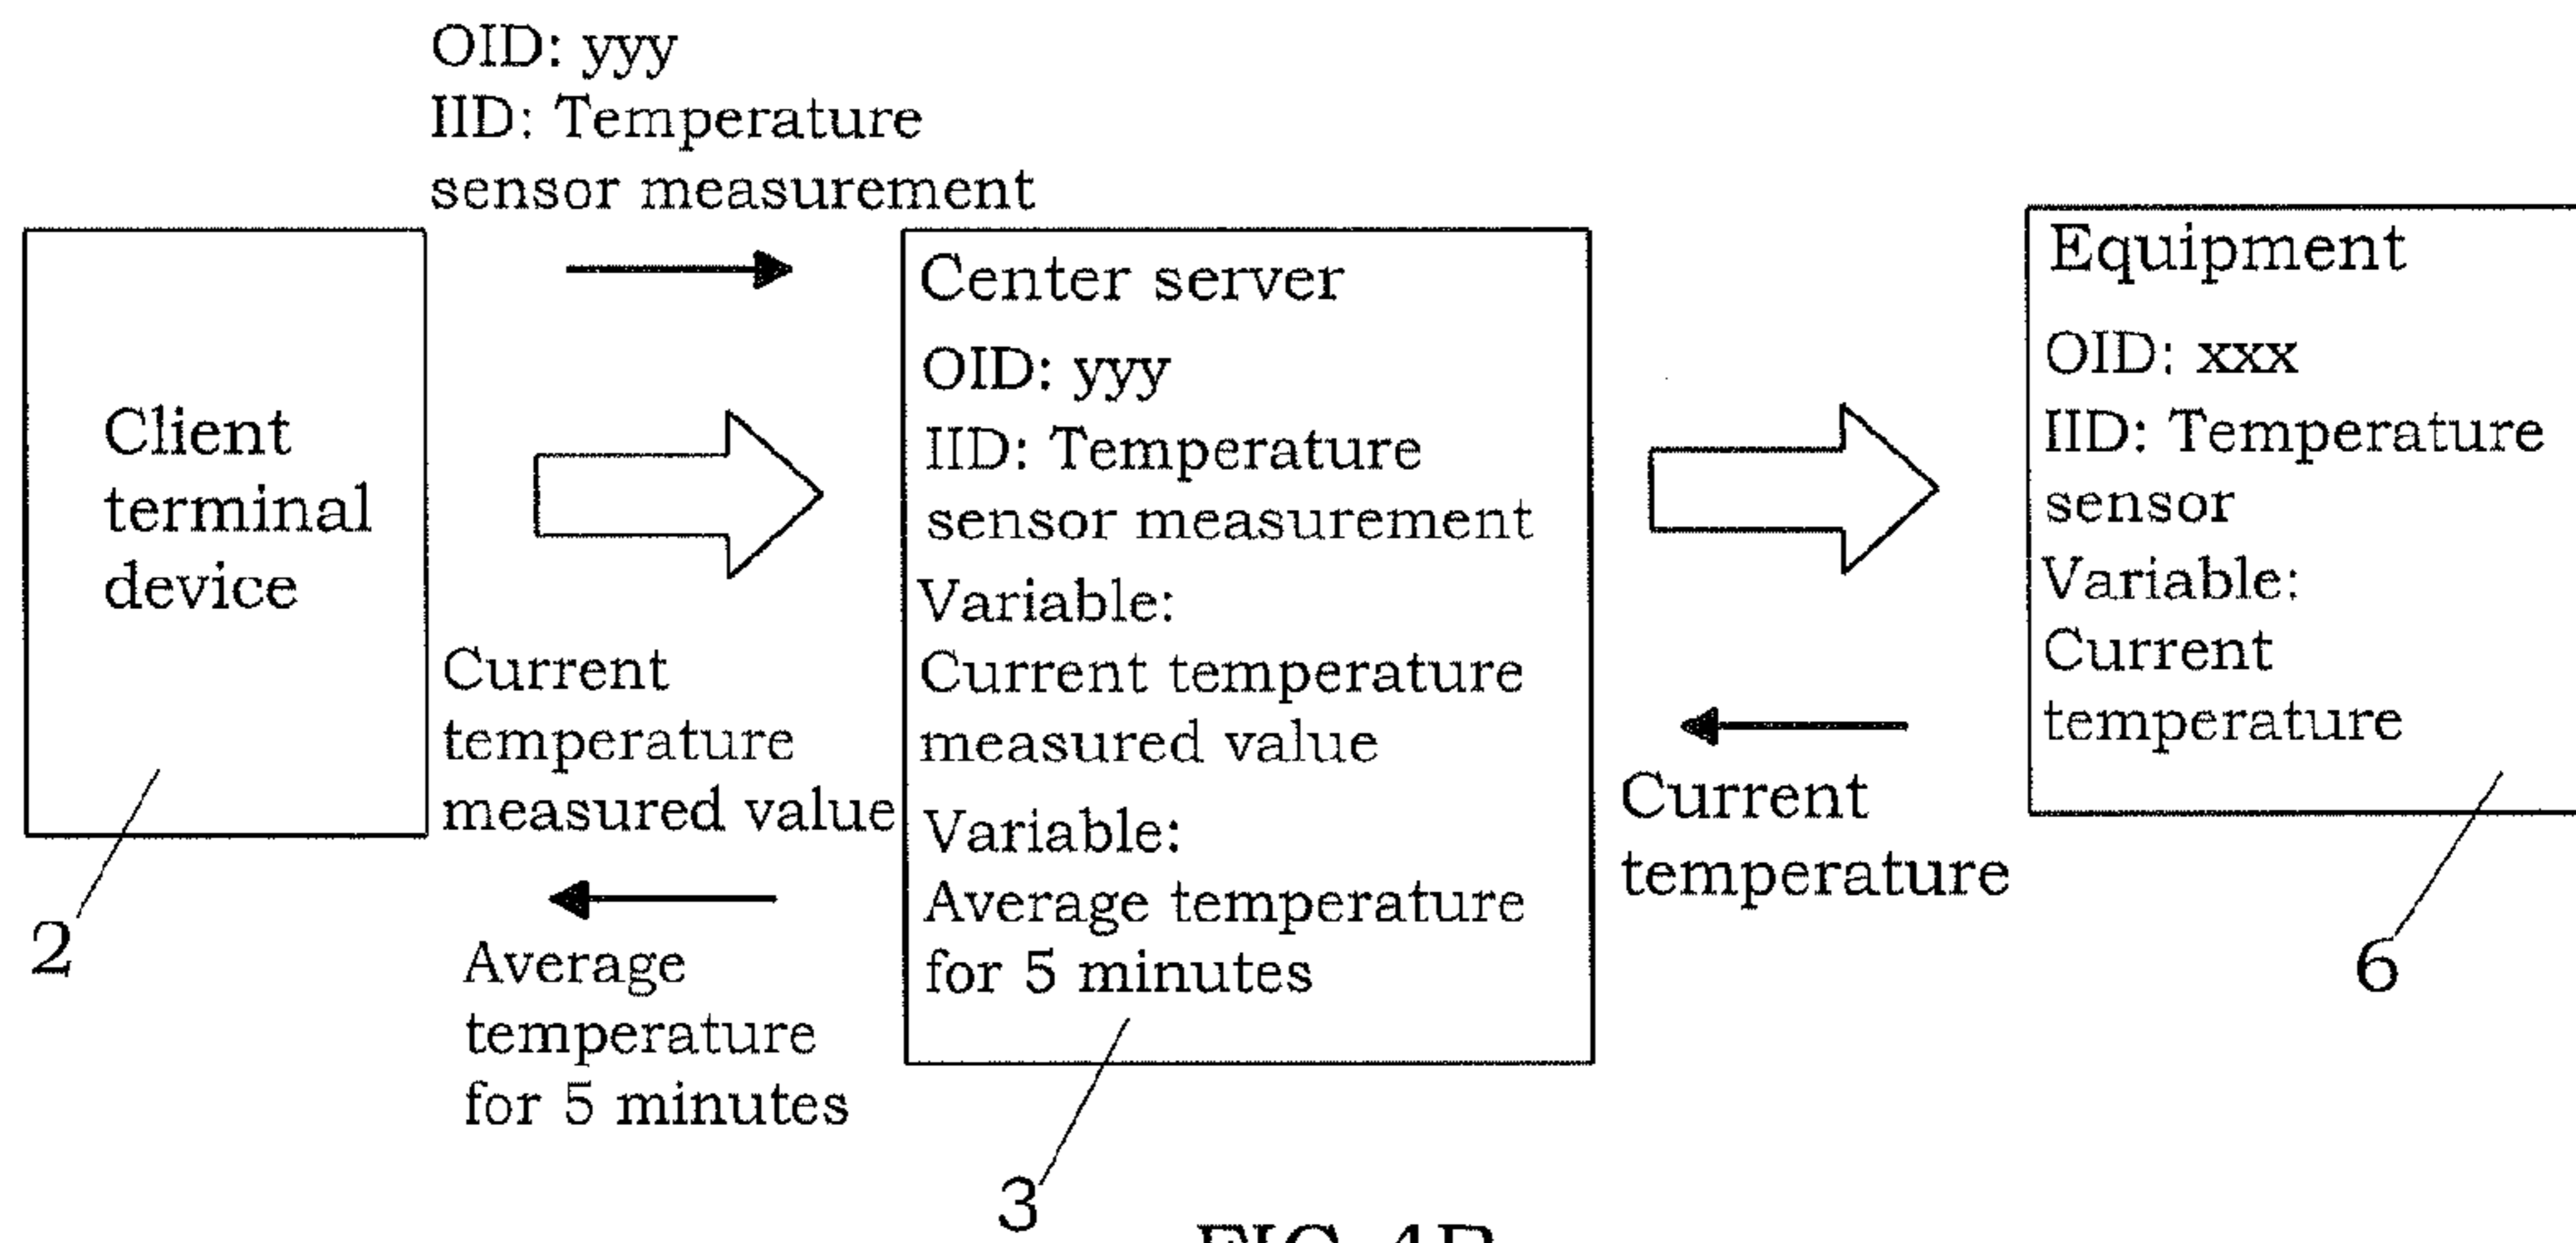 OID: yyy
IID: Temperature
sensor measurement
Client
terminal
device
2
Current
temperature
measured value
Average
temperature
for 5 minutes
Center server
OID: yyy
IID: Temperature
sensor measurement
Variable:
Current temperature
measured value
Variable:
Average temperature
for 5 minutes
3
Current
temperature
Equipment
OID: xxx
IID: Temperature
sensor
Variable:
Current
temperature
6